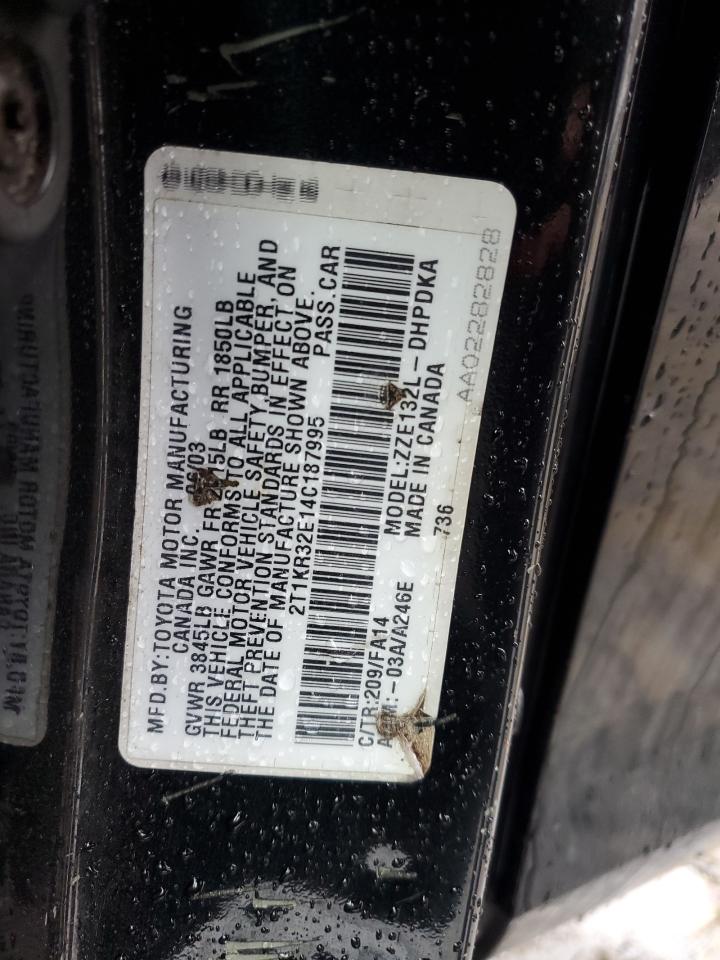 MFD.BY:TOYOTA MOTOR MANUFACTURING
CANADA INC. /03
GVWR 3845LB GAWR FR 15LB RR 1850LB
THIS VEHICLE CONFORMS TO ALL APPLICABLE
FEDERAL MOTOR VEHICLE SAFETY, BUMPER, AND
THEFT PREVENTION STANDARDS IN EFFECT ON
THE DATE OF MANUFACTURE SHOWN ABOVE.
2T1KR32E14C187995 PASS.CAR
C/TR:209/FA14 MODEL:ZZE132L-DHPDKA
A M:-03A/A246E MADE IN CANADA
736
AA02282828